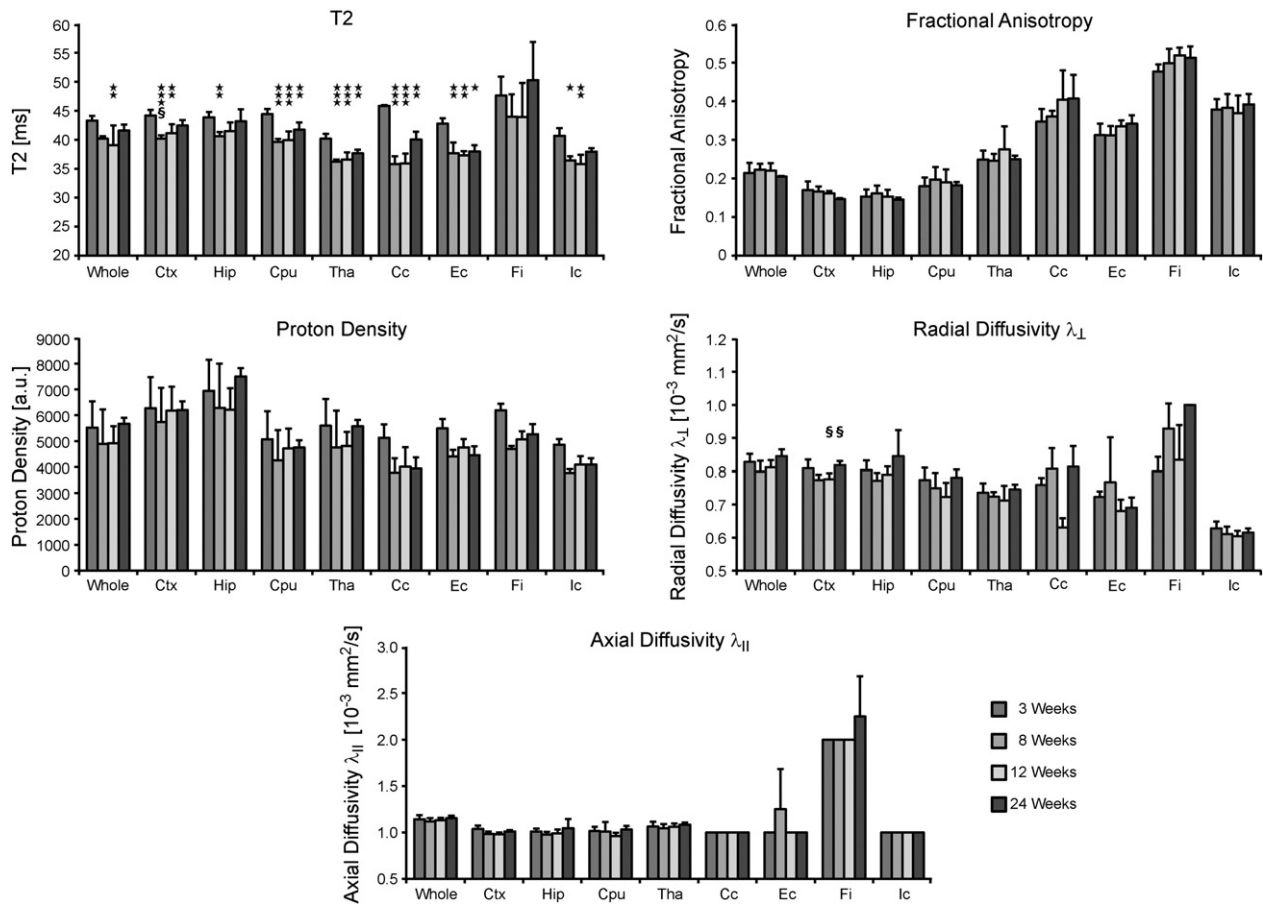 T2
T2 [ms]
60
55
50
45
40
35
30
25
20
★★ ★★★ § ★★ ★★ ★★★ ★★★ ★★ ★★★ ★★★ ★★ ★★★ ★★★ ★★ ★★ ★★ ★ ★ ★★
Whole Ctx Hip Cpu Tha Cc Ec Fi Ic
Fractional Anisotropy
Fractional Anisotropy
0.6
0.5
0.4
0.3
0.2
0.1
0
Whole Ctx Hip Cpu Tha Cc Ec Fi Ic
Proton Density
Proton Density [a.u.]
9000
8000
7000
6000
5000
4000
3000
2000
1000
0
Whole Ctx Hip Cpu Tha Cc Ec Fi Ic
Radial Diffusivity λ⊥
Radial Diffusivity λ⊥ [10⁻³ mm²/s]
1.2
1.1
1.0
0.9
0.8
0.7
0.6
0.5
§ §
Whole Ctx Hip Cpu Tha Cc Ec Fi Ic
Axial Diffusivity λ||
Axial Diffusivity λ|| [10⁻³ mm²/s]
3.0
2.5
2.0
1.5
1.0
0.5
Whole Ctx Hip Cpu Tha Cc Ec Fi Ic
3 Weeks
8 Weeks
12 Weeks
24 Weeks